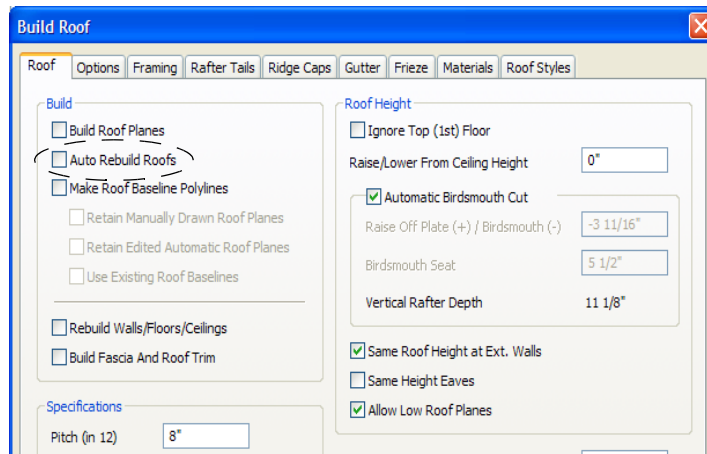 Build Roof
Roof Options Framing Rafter Tails Ridge Caps Gutter Frieze Materials Roof Styles
Build
Build Roof Planes
Auto Rebuild Roofs
Make Roof Baseline Polylines
Retain Manually Drawn Roof Planes
Retain Edited Automatic Roof Planes
Use Existing Roof Baselines
Rebuild Walls/Floors/Ceilings
Build Fascia And Roof Trim
Specifications
Pitch (in 12) 8"
Roof Height
Ignore Top (1st) Floor
Raise/Lower From Ceiling Height 0"
Automatic Birdsmouth Cut
Raise Off Plate (+) / Birdsmouth (-) -3 11/16"
Birdsmouth Seat 5 1/2"
Vertical Rafter Depth 11 1/8"
Same Roof Height at Ext. Walls
Same Height Eaves
Allow Low Roof Planes